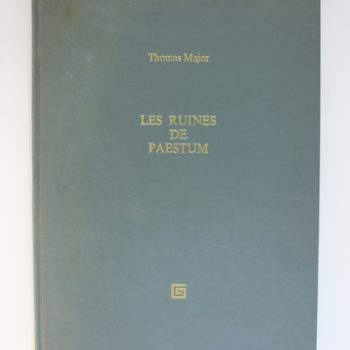 Thomas Major
LES RUINES
DE
PAESTUM
G